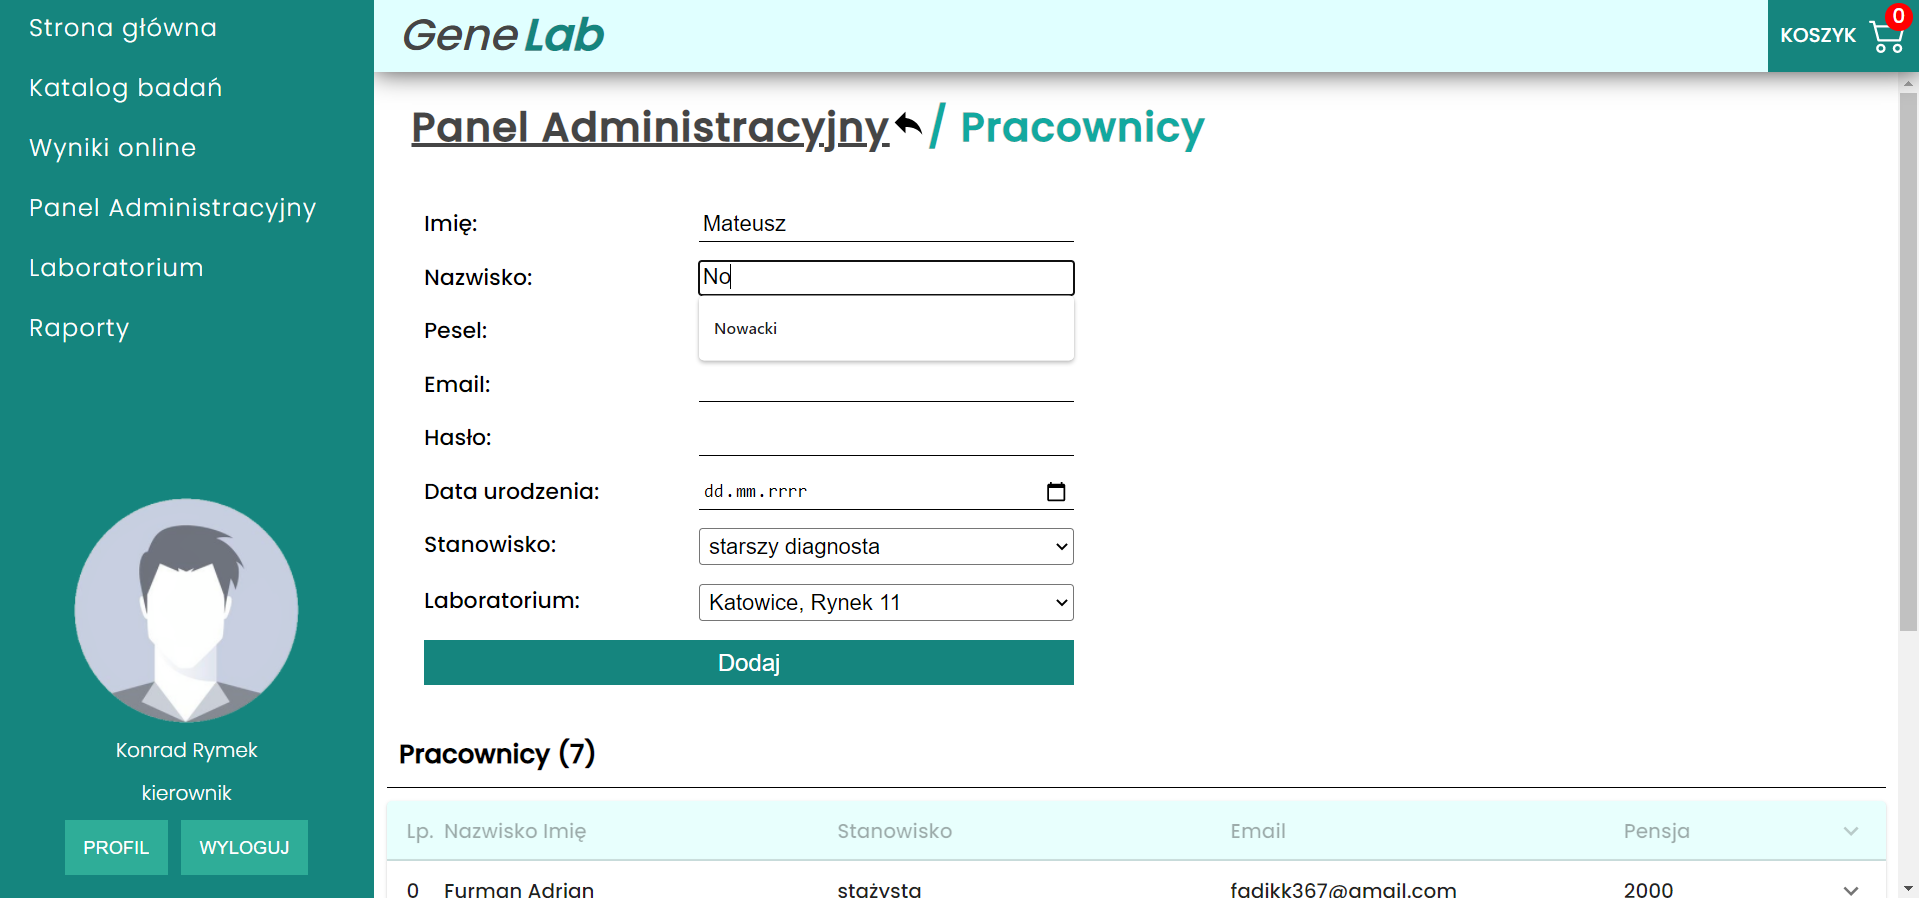 Strona główna
Katalog badań
Wyniki online
Panel Administracyjny
Laboratorium
Raporty
Konrad Rymek
kierownik
PROFIL WYLOGUJ
Gene Lab
KOSZYK 0
Panel Administracyjny / Pracownicy
Imię: Mateusz
Nazwisko: No
Nowacki
Pesel:
Email:
Hasło:
Data urodzenia: dd.mm.rrrr
Stanowisko: starszy diagnosta
Laboratorium: Katowice, Rynek 11
Dodaj
Pracownicy (7)
Lp. Nazwisko Imię Stanowisko Email Pensja
0 Furman Adrian stażysta fadikk367@gmail.com 2000